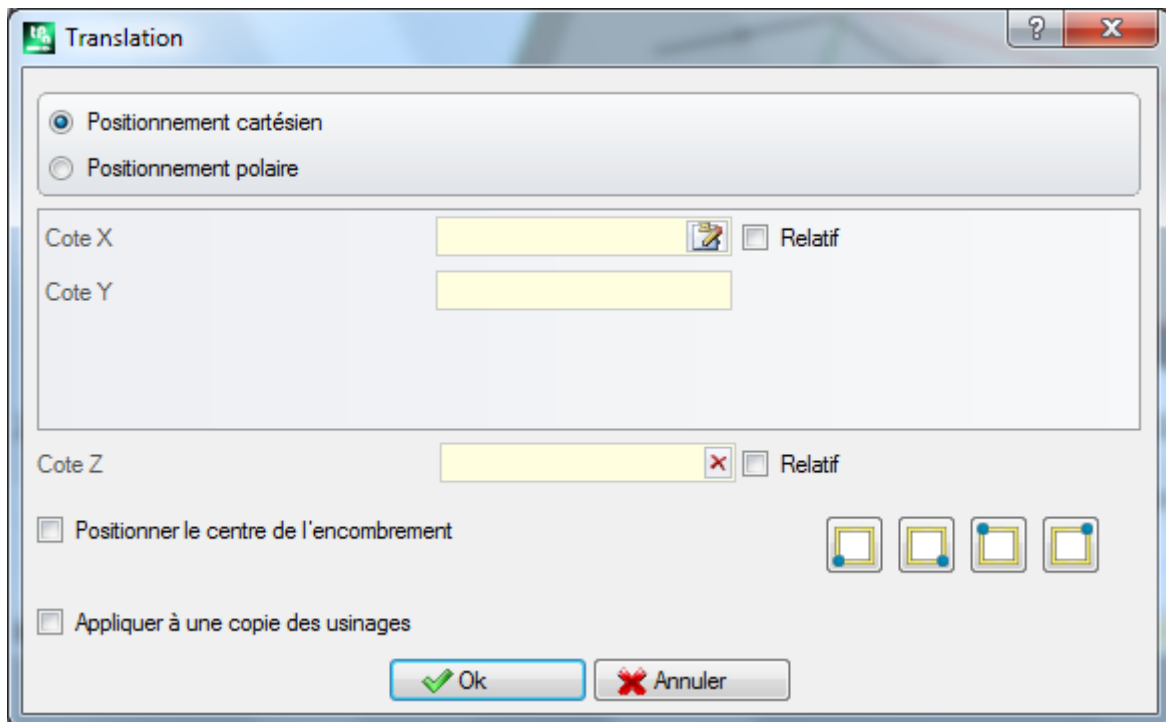 Translation
Positionnement cartésien
Positionnement polaire
Cote X Relatif
Cote Y
Cote Z Relatif
Positionner le centre de l'encombrement
Appliquer à une copie des usinages
Ok Annuler